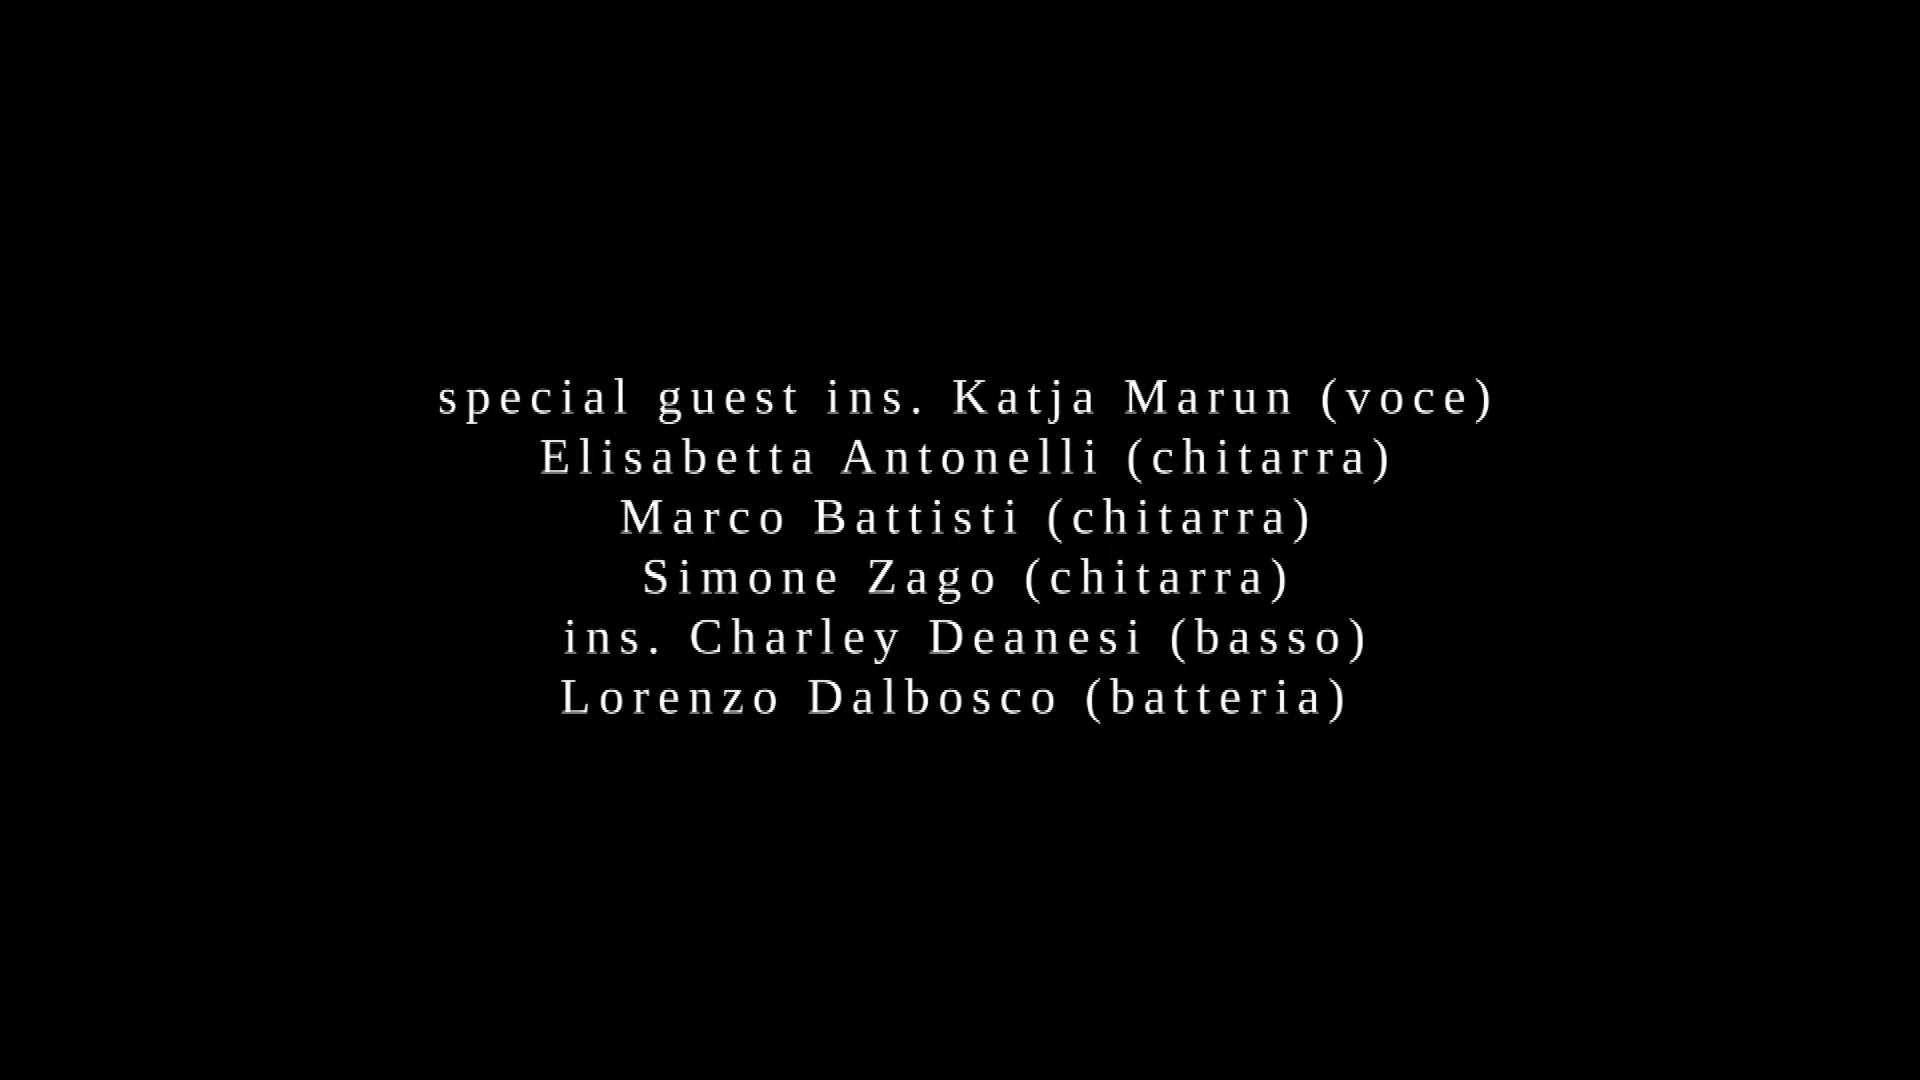 special guest ins. Katja Marun (voce)
Elisabetta Antonelli (chitarra)
Marco Battisti (chitarra)
Simone Zago (chitarra)
ins. Charley Deanesi (basso)
Lorenzo Dalbosco (batteria)